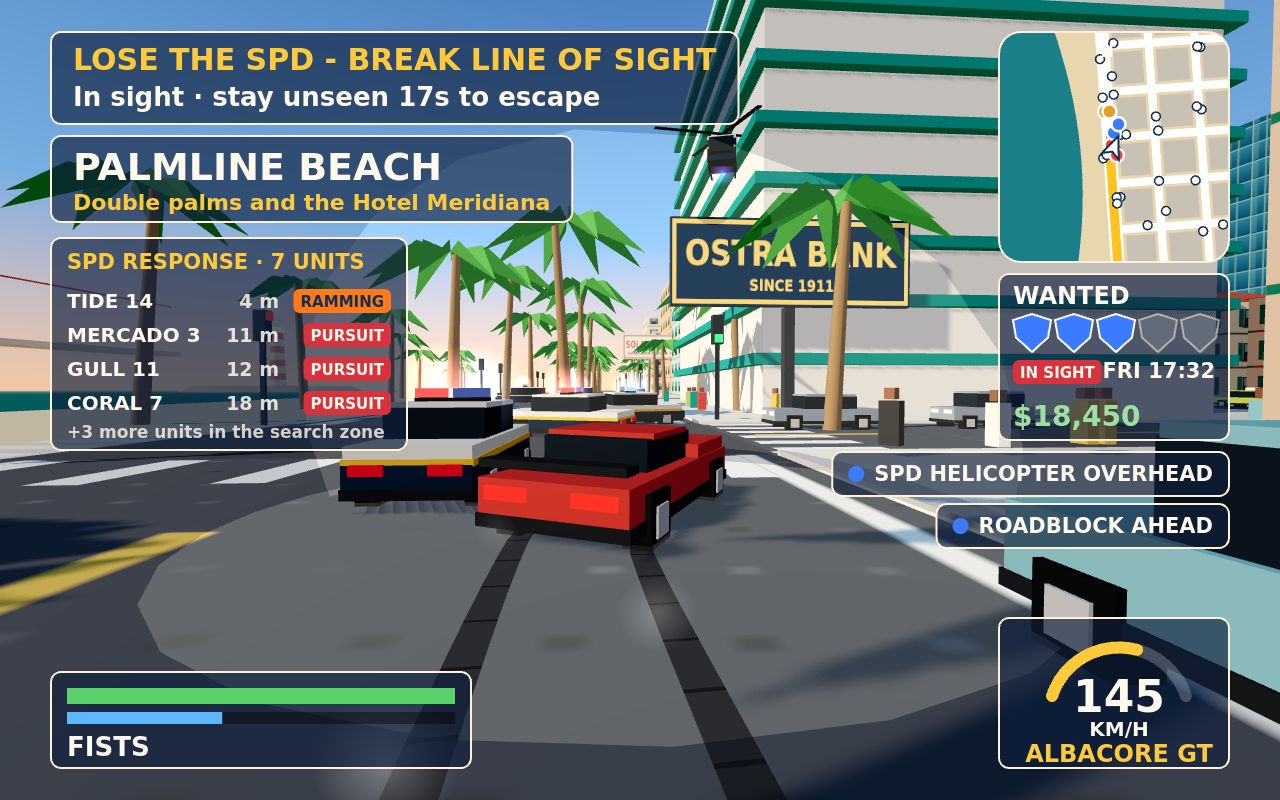 LOSE THE SPD - BREAK LINE OF SIGHT
In sight · stay unseen 17s to escape
PALMLINE BEACH
Double palms and the Hotel Meridiana
SPD RESPONSE · 7 UNITS
TIDE 14 4 m RAMMING
MERCADO 3 11 m PURSUIT
GULL 11 12 m PURSUIT
CORAL 7 18 m PURSUIT
+3 more units in the search zone
OSTRA BANK
SINCE 1911
WANTED
IN SIGHT FRI 17:32
$18,450
SPD HELICOPTER OVERHEAD
ROADBLOCK AHEAD
FISTS
145
KM/H
ALBACORE GT